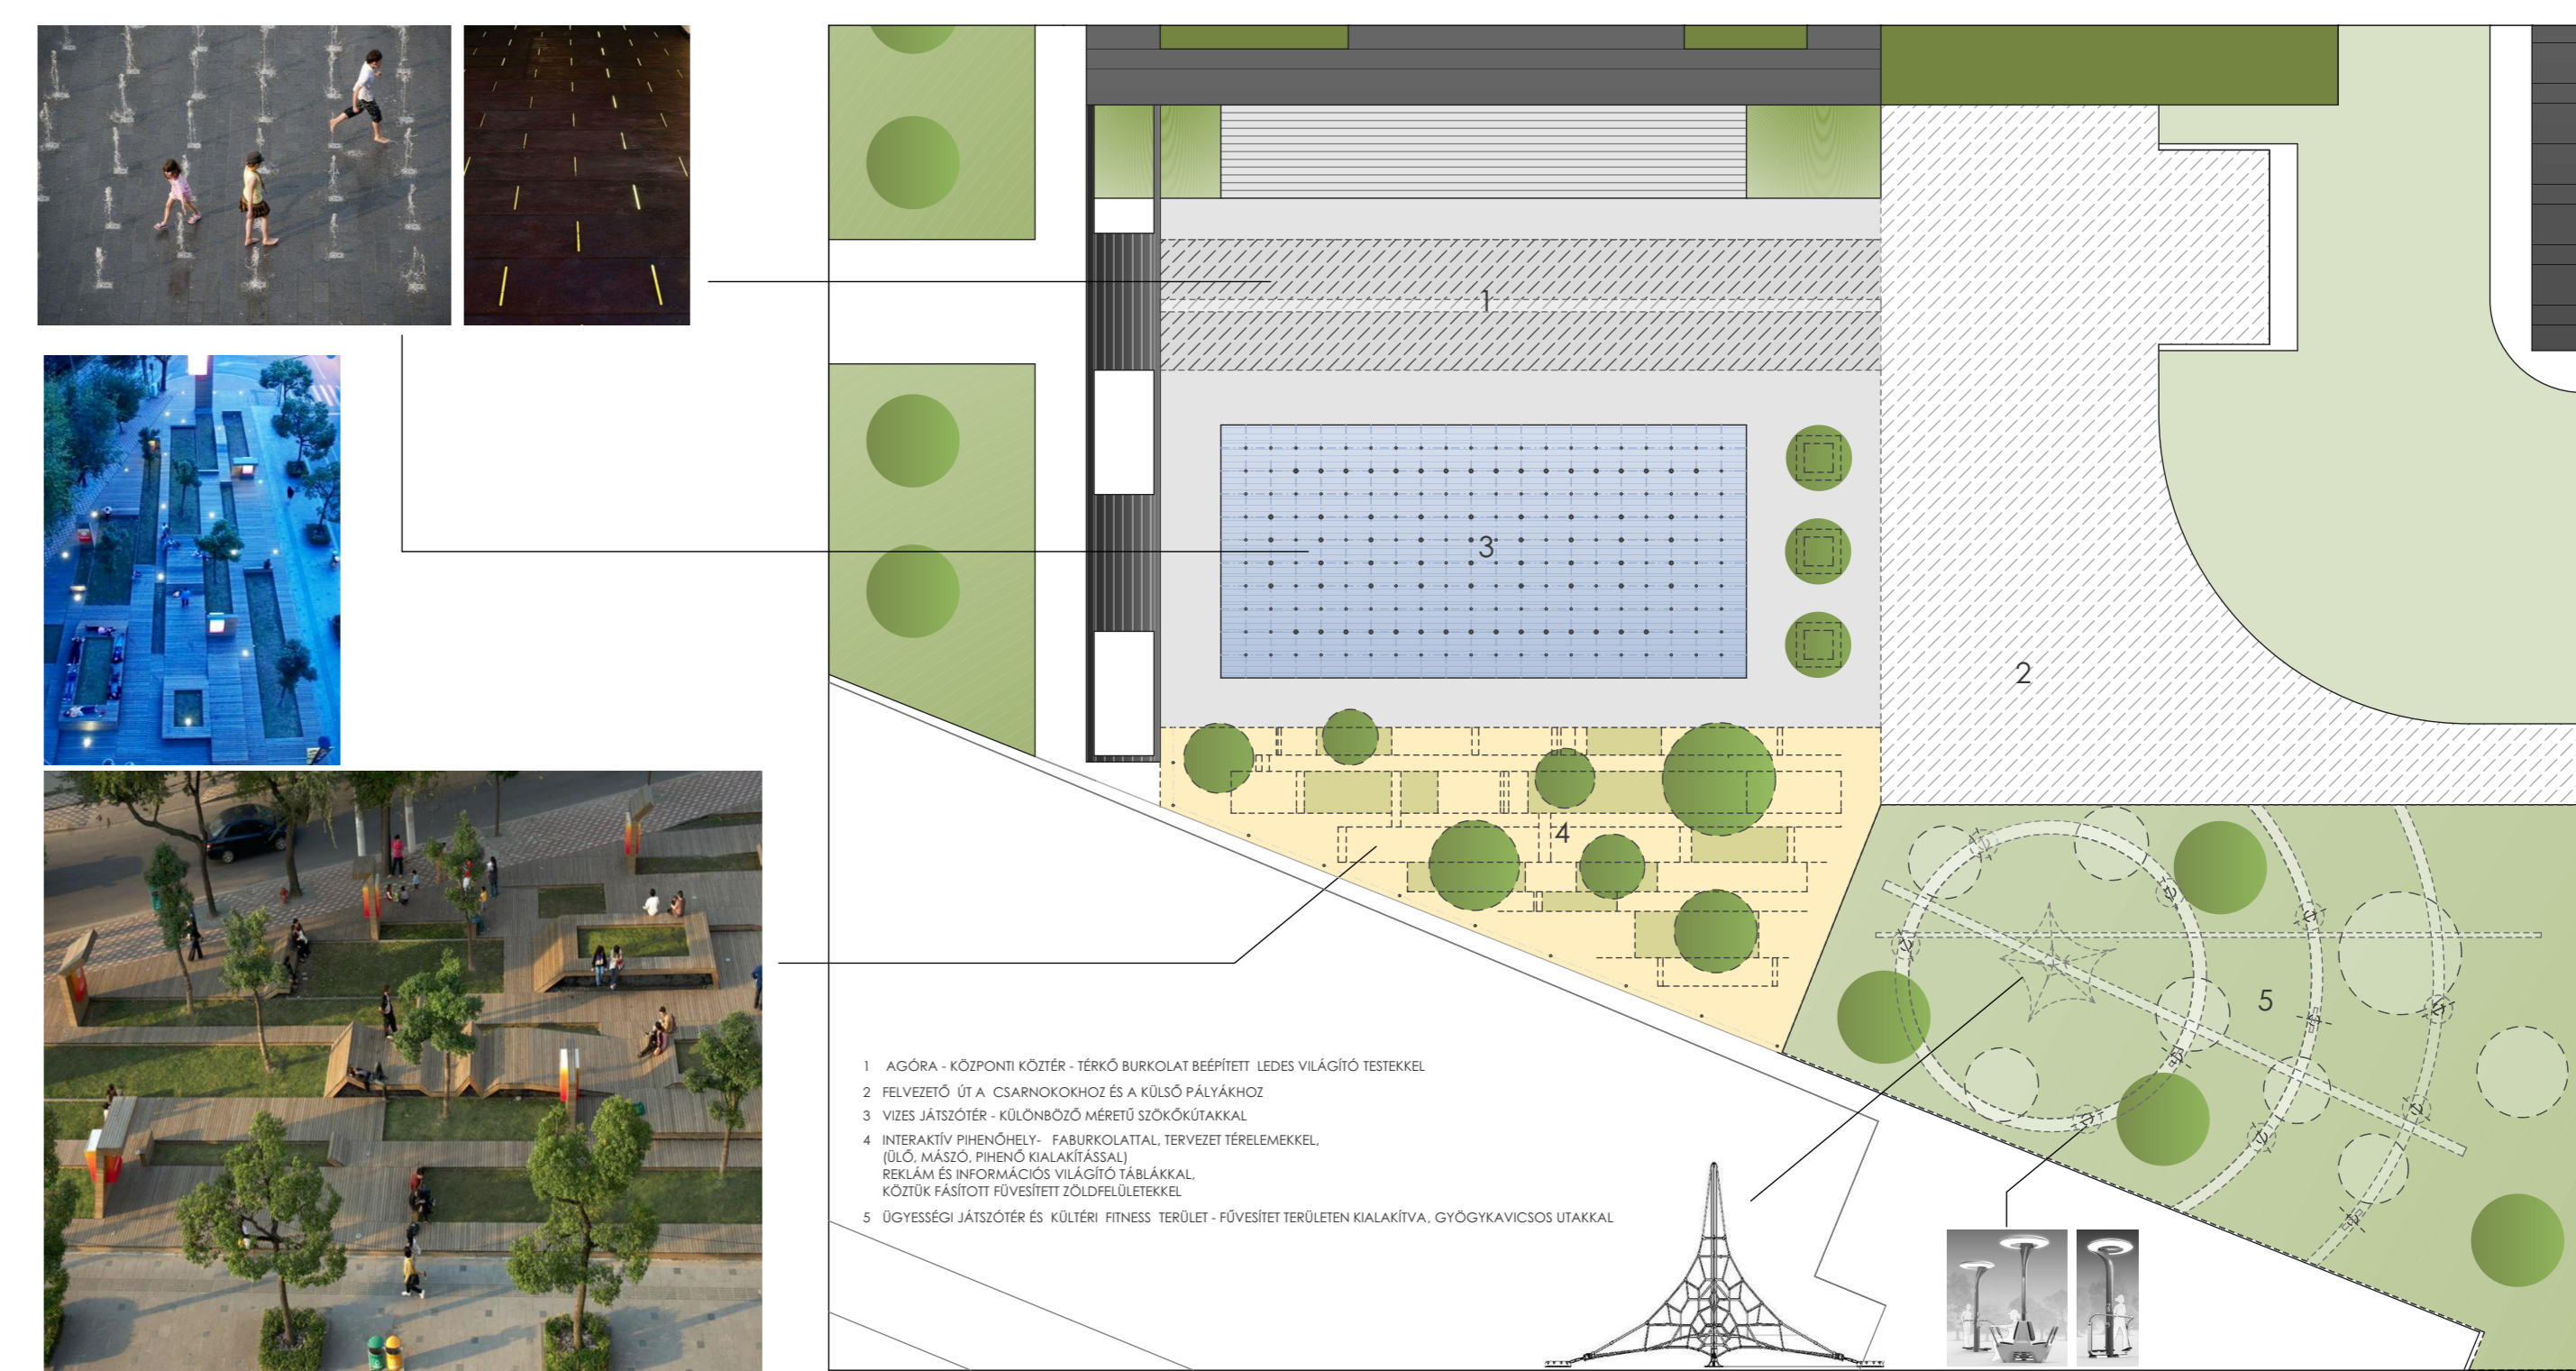 1
3
2
4
5
1 AGÓRA - KÖZPONTI KÖZTÉR - TÉRKŐ BURKOLAT BEÉPÍTETT LEDES VILÁGÍTÓ TESTEKKEL
2 FELVEZETŐ ÚT A CSARNOKOKHOZ ÉS A KÜLSŐ PÁLYÁKHOZ
3 VIZES JÁTSZÓTÉR - KÜLÖNBÖZŐ MÉRETŰ SZÖKŐKÚTAKKAL
4 INTERAKTÍV PIHENŐHELY- FABURKOLATTAL, TERVEZET TÉRELEMEKKEL,
(ÜLŐ, MÁSZÓ, PIHENŐ KIALAKÍTÁSSAL)
REKLÁM ÉS INFORMÁCIÓS VILÁGÍTÓ TÁBLÁKKAL,
KÖZTÜK FÁSÍTOTT FÜVESÍTETT ZÖLDFELÜLETEKKEL
5 ÜGYESSÉGI JÁTSZÓTÉR ÉS KÜLTÉRI FITNESS TERÜLET - FŰVESÍTET TERÜLETEN KIALAKÍTVA, GYÖGYKAVICSOS UTAKKAL